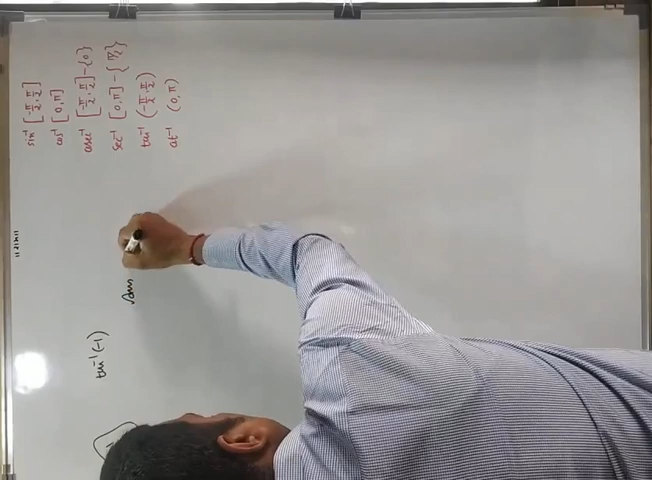 sin⁻¹ [-π/2, π/2]
cos⁻¹ [0, π]
cosec⁻¹ [-π/2, π/2] - {0}
sec⁻¹ [0, π] - {π/2}
tan⁻¹ (-π/2, π/2)
cot⁻¹ (0, π)
tan⁻¹(-1)
Ans